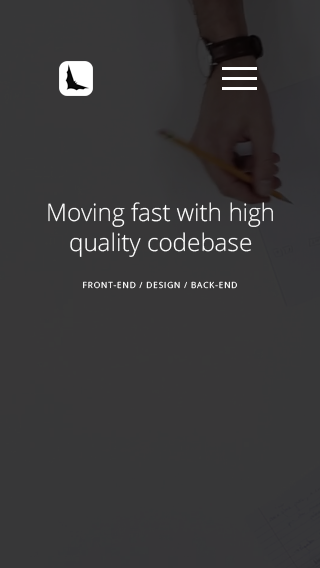 Moving fast with high
quality codebase
FRONT-END / DESIGN / BACK-END